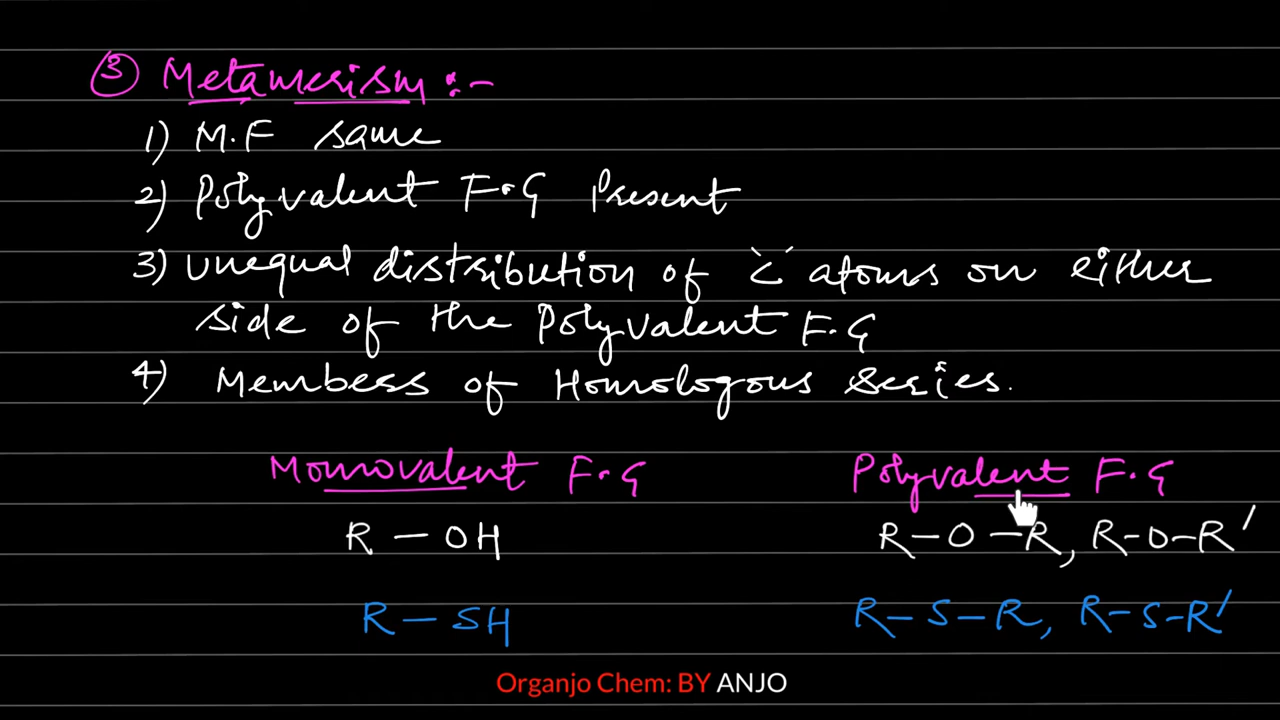 ③ Metamerism :-
1) M.F same
2) Polyvalent F.G Present
3) unequal distribution of 'C' atoms on either
side of the Polyvalent F.G
4) Members of Homologous series.
Monovalent F.G
Polyvalent F.G
R – OH
R – O – R, R – O – R'
R – SH
R – S – R, R – S – R'
Organjo Chem: BY ANJO